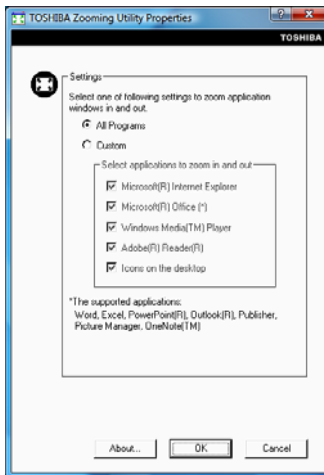 TOSHIBA Zooming Utility Properties
TOSHIBA
Settings
Select one of following settings to zoom application
windows in and out.
All Programs
Custom
Select applications to zoom in and out
Microsoft(R) Internet Explorer
Microsoft(R) Office (*)
Windows Media(TM) Player
Adobe(R) Reader(R)
Icons on the desktop
*The supported applications:
Word, Excel, PowerPoint(R), Outlook(R), Publisher,
Picture Manager, OneNote(TM)
About... OK Cancel